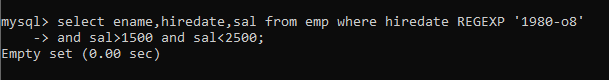 mysql> select ename,hiredate,sal from emp where hiredate REGEXP '1980-o8'
-> and sal>1500 and sal<2500;
Empty set (0.00 sec)